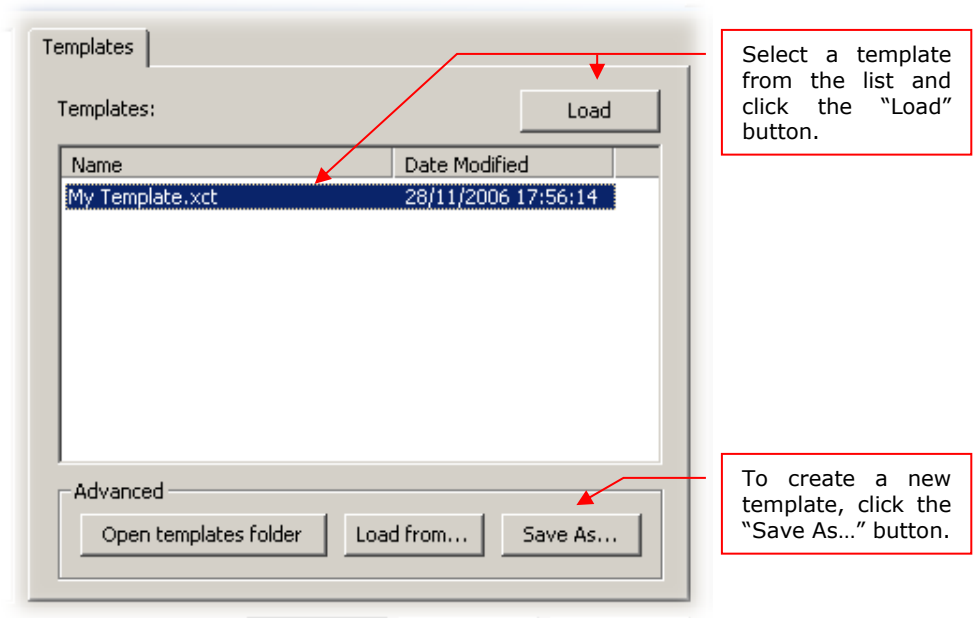 Templates
Templates:
Load
Name Date Modified
My Template.xct 28/11/2006 17:56:14
Advanced
Open templates folder Load from... Save As...
Select a template
from the list and
click the “Load”
button.
To create a new
template, click the
“Save As…” button.